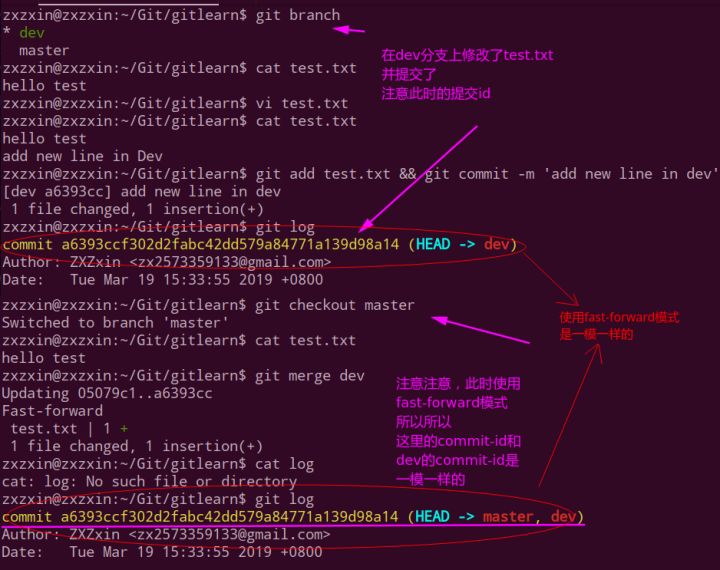 zxzxin@zxzxin:~/Git/gitlearn$ git branch
* dev
  master
zxzxin@zxzxin:~/Git/gitlearn$ cat test.txt
hello test
zxzxin@zxzxin:~/Git/gitlearn$ vi test.txt
zxzxin@zxzxin:~/Git/gitlearn$ cat test.txt
hello test
add new line in Dev
zxzxin@zxzxin:~/Git/gitlearn$ git add test.txt && git commit -m 'add new line in dev'
[dev a6393cc] add new line in dev
 1 file changed, 1 insertion(+)
zxzxin@zxzxin:~/Git/gitlearn$ git log
commit a6393ccf302d2fabc42dd579a84771a139d98a14 (HEAD -> dev)
Author: ZXZxin <zx2573359133@gmail.com>
Date:   Tue Mar 19 15:33:55 2019 +0800
在dev分支上修改了test.txt
并提交了
注意此时的提交id
zxzxin@zxzxin:~/Git/gitlearn$ git checkout master
Switched to branch 'master'
zxzxin@zxzxin:~/Git/gitlearn$ cat test.txt
hello test
zxzxin@zxzxin:~/Git/gitlearn$ git merge dev
Updating 05079c1..a6393cc
Fast-forward
 test.txt | 1 +
 1 file changed, 1 insertion(+)
zxzxin@zxzxin:~/Git/gitlearn$ cat log
cat: log: No such file or directory
zxzxin@zxzxin:~/Git/gitlearn$ git log
commit a6393ccf302d2fabc42dd579a84771a139d98a14 (HEAD -> master, dev)
Author: ZXZxin <zx2573359133@gmail.com>
Date:   Tue Mar 19 15:33:55 2019 +0800
使用fast-forward模式
是一模一样的
注意注意，此时使用
fast-forward模式
所以所以
这里的commit-id和
dev的commit-id是
一模一样的